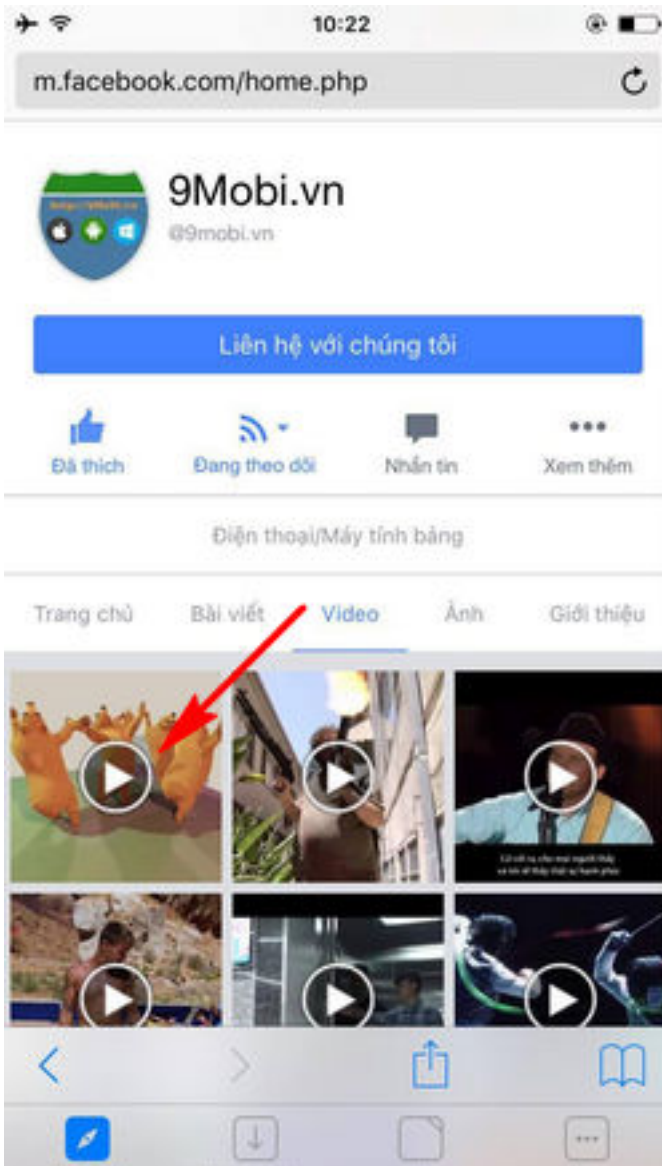 10:22
m.facebook.com/home.php
9Mobi.vn
@9mobi.vn
Liên hệ với chúng tôi
Đã thích Đang theo dõi Nhắn tin Xem thêm
Điện thoại/Máy tính bảng
Trang chủ Bài viết Video Ảnh Giới thiệu